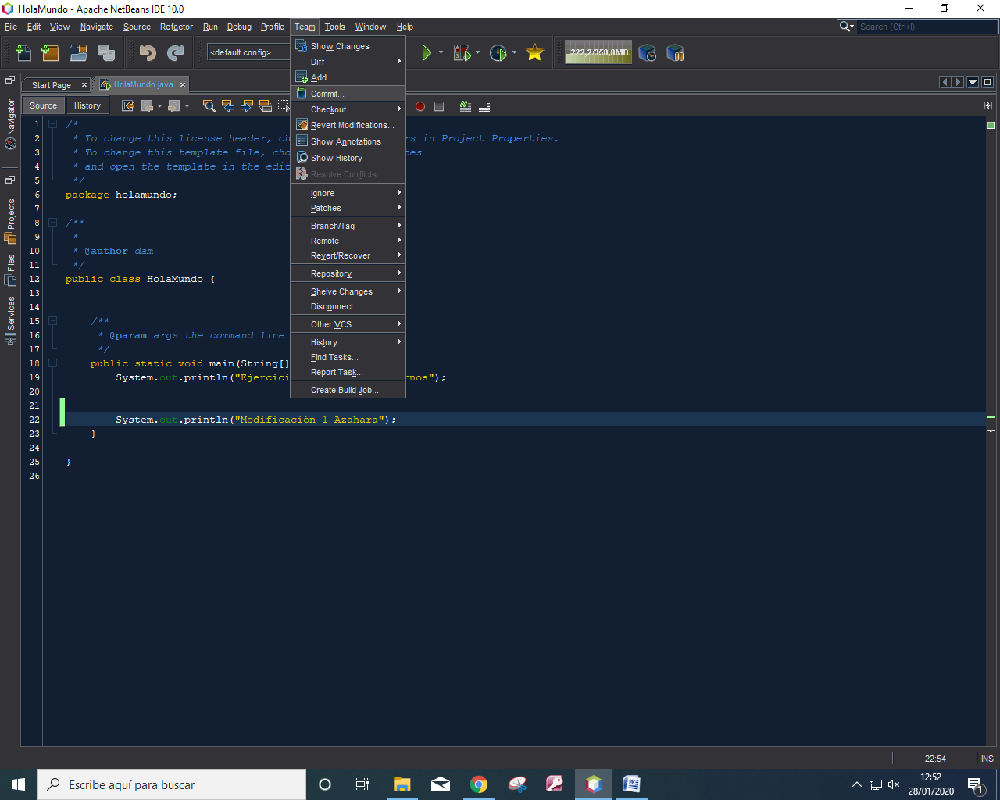 HolaMundo - Apache NetBeans IDE 10.0
File Edit View Navigate Source Refactor Run Debug Profile Team Tools Window Help
Search (Ctrl+I)
<default config>
222,2/350,0MB
Start Page
HolaMundo.java
Source History
Navigator
Projects
Files
Services
Show Changes
Diff
Add
Commit...
Checkout
Revert Modifications...
Show Annotations
Show History
Resolve Conflicts
Ignore
Patches
Branch/Tag
Remote
Revert/Recover
Repository
Shelve Changes
Disconnect...
Other VCS
History
Find Tasks...
Report Task...
Create Build Job...
1 /*
2 * To change this license header, ch rs in Project Properties.
3 * To change this template file, cho tes
4 * and open the template in the edit
5 */
6 package holamundo;
7
8 /**
9 *
10 * @author dam
11 */
12 public class HolaMundo {
13
14
15 /**
16 * @param args the command line
17 */
18 public static void main(String[]
19 System.out.println("Ejercici rnos");
20
21
22 System.out.println("Modificación 1 Azahara");
23 }
24
25 }
26
22:54 INS
Escribe aquí para buscar
12:52
28/01/2020
1